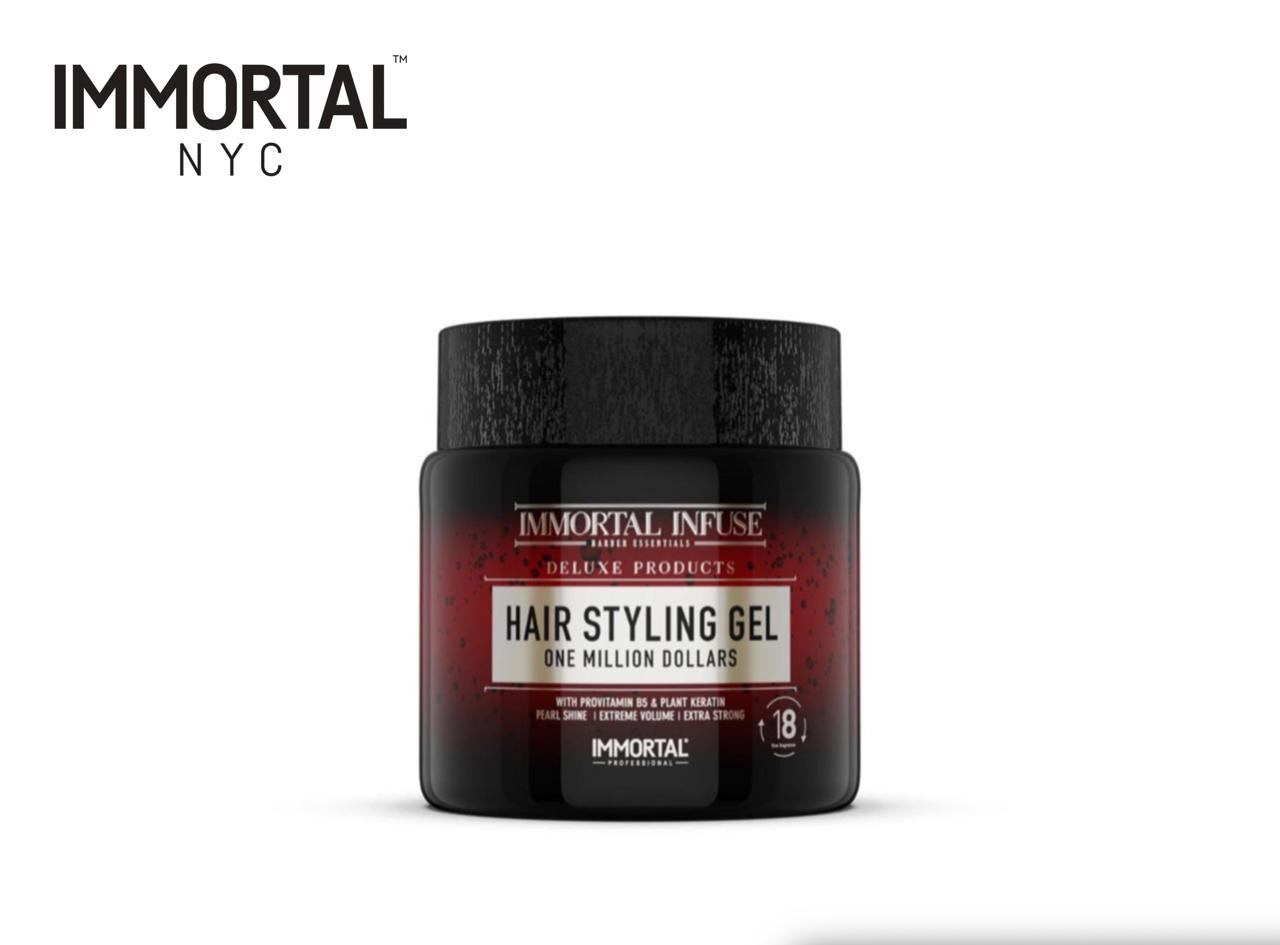 IMMORTAL™
NYC
IMMORTAL INFUSE
BARBER ESSENTIALS
DELUXE PRODUCTS
HAIR STYLING GEL
ONE MILLION DOLLARS
WITH PROVITAMIN B5 & PLANT KERATIN
PEARL SHINE | EXTREME VOLUME | EXTRA STRONG
18
IMMORTAL
PROFESSIONAL